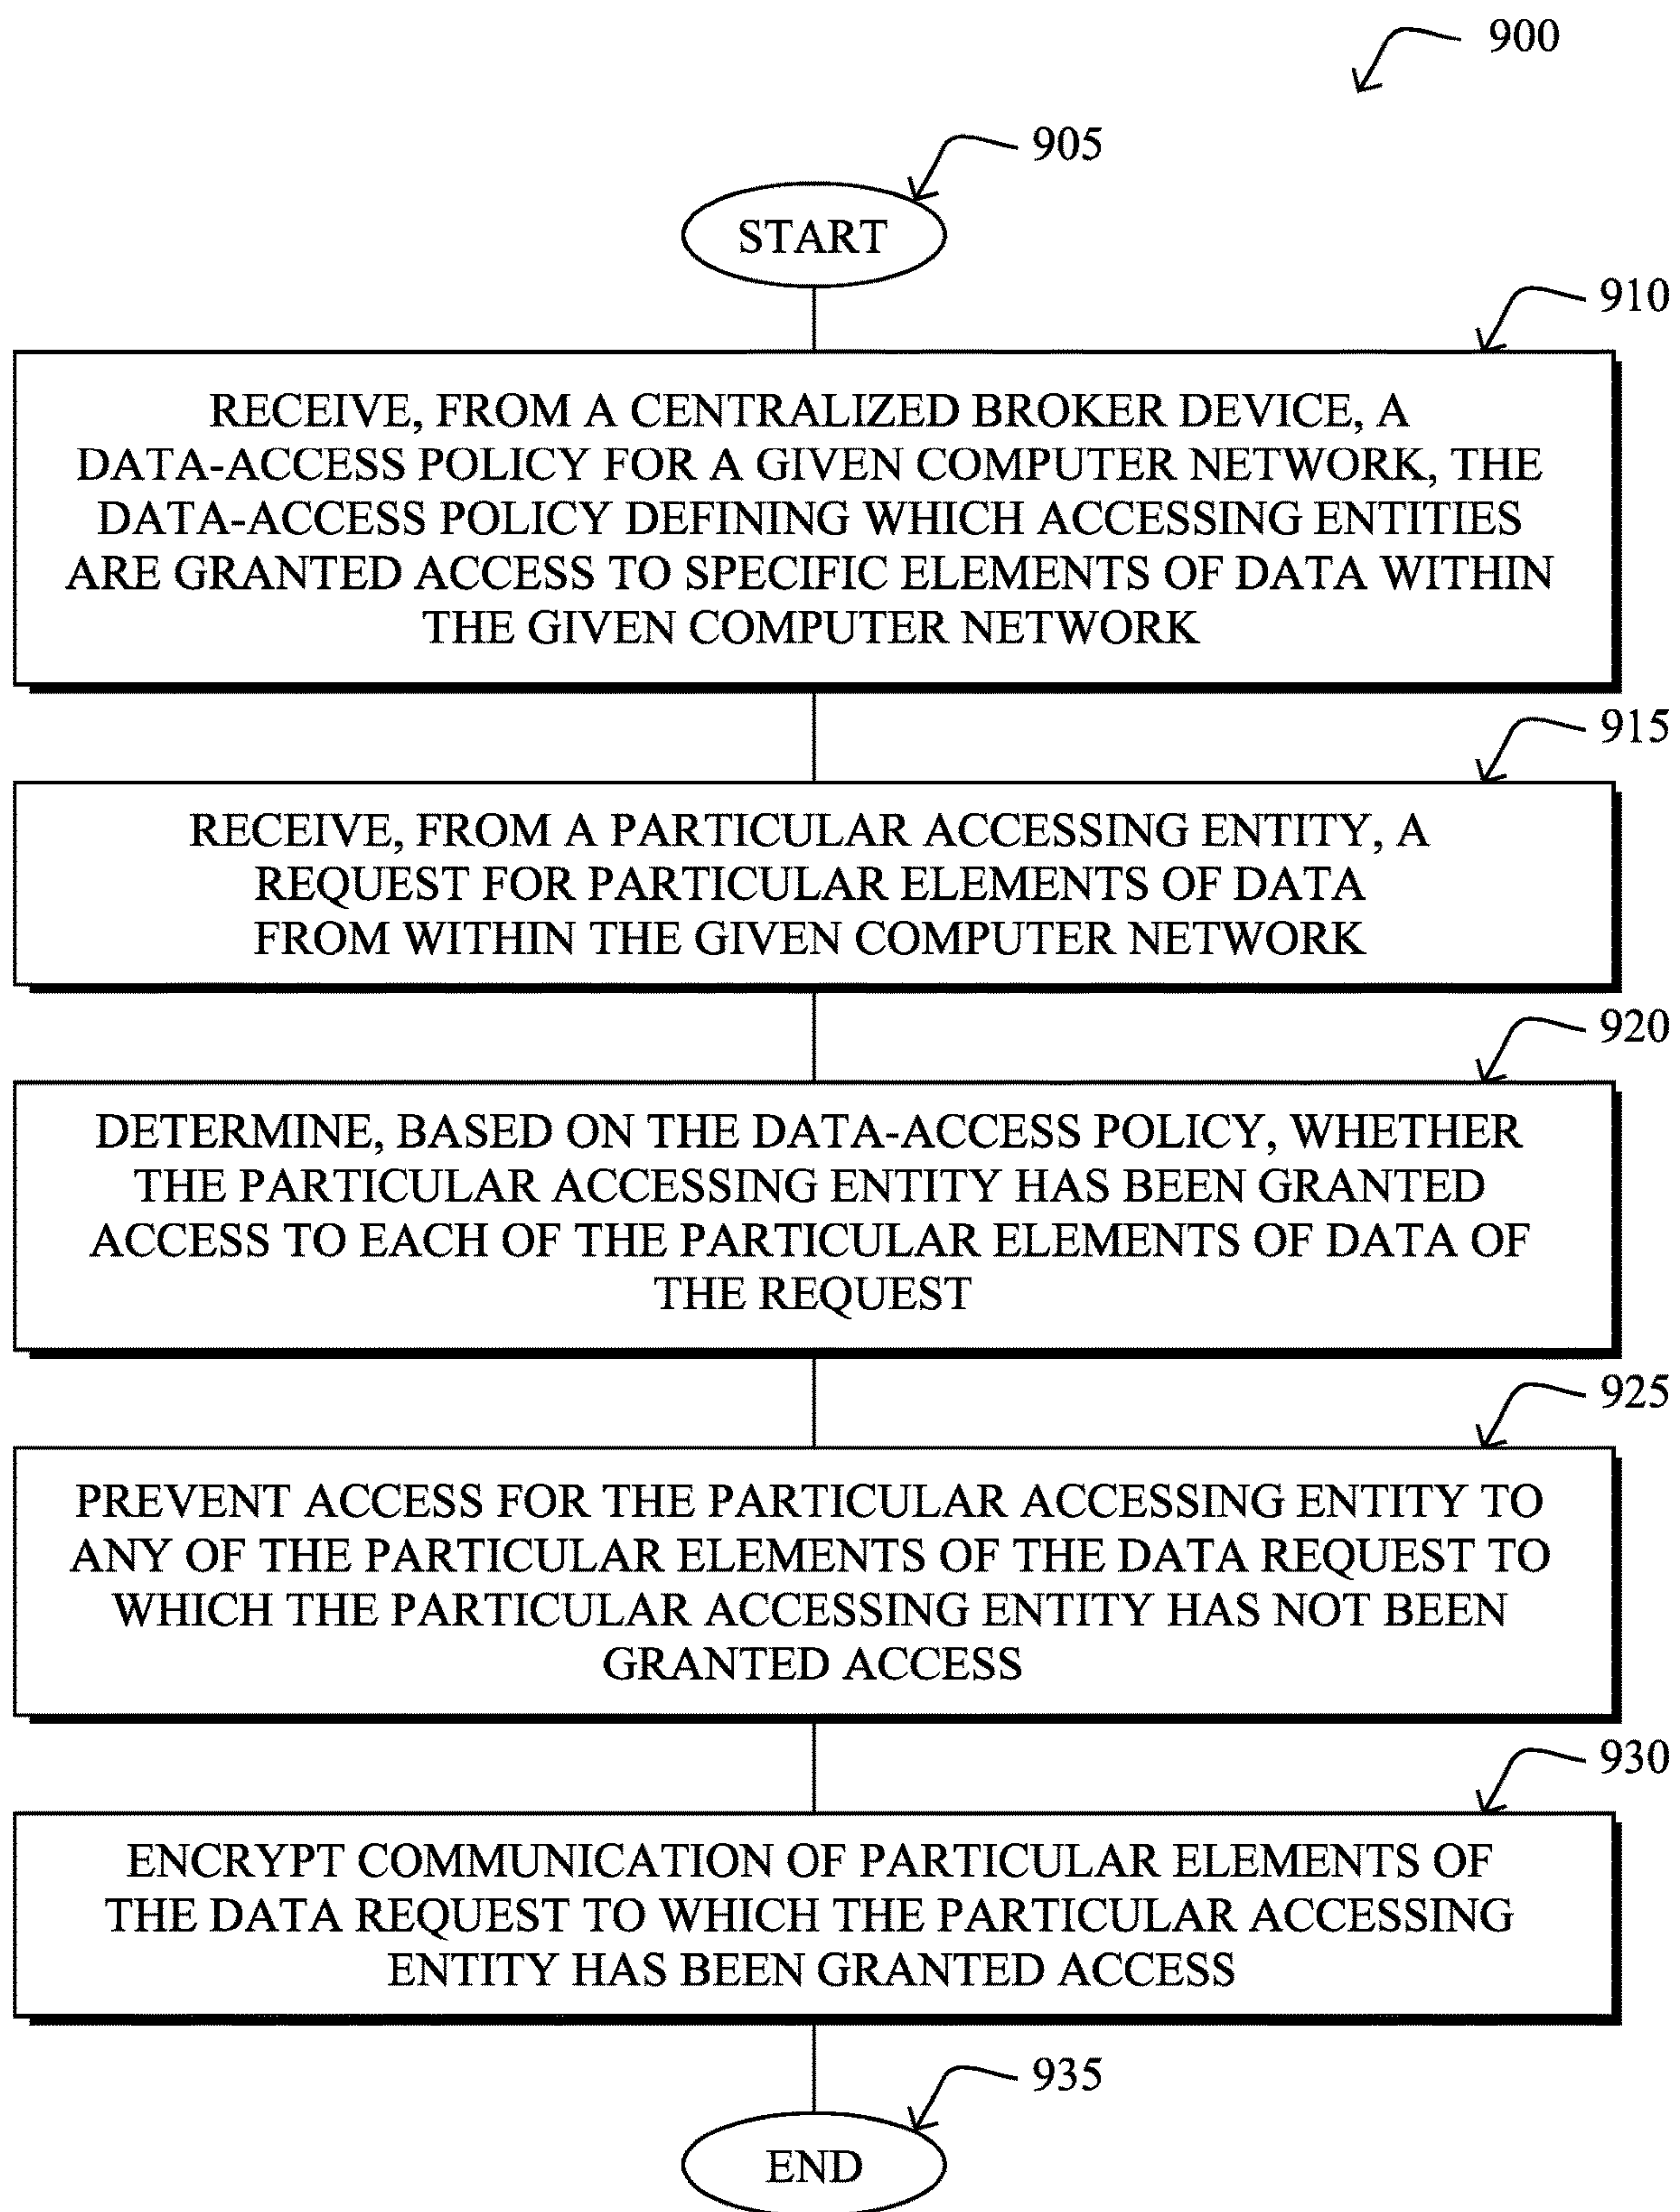 900
905
START
910
RECEIVE, FROM A CENTRALIZED BROKER DEVICE, A
DATA-ACCESS POLICY FOR A GIVEN COMPUTER NETWORK, THE
DATA-ACCESS POLICY DEFINING WHICH ACCESSING ENTITIES
ARE GRANTED ACCESS TO SPECIFIC ELEMENTS OF DATA WITHIN
THE GIVEN COMPUTER NETWORK
915
RECEIVE, FROM A PARTICULAR ACCESSING ENTITY, A
REQUEST FOR PARTICULAR ELEMENTS OF DATA
FROM WITHIN THE GIVEN COMPUTER NETWORK
920
DETERMINE, BASED ON THE DATA-ACCESS POLICY, WHETHER
THE PARTICULAR ACCESSING ENTITY HAS BEEN GRANTED
ACCESS TO EACH OF THE PARTICULAR ELEMENTS OF DATA OF
THE REQUEST
925
PREVENT ACCESS FOR THE PARTICULAR ACCESSING ENTITY TO
ANY OF THE PARTICULAR ELEMENTS OF THE DATA REQUEST TO
WHICH THE PARTICULAR ACCESSING ENTITY HAS NOT BEEN
GRANTED ACCESS
930
ENCRYPT COMMUNICATION OF PARTICULAR ELEMENTS OF
THE DATA REQUEST TO WHICH THE PARTICULAR ACCESSING
ENTITY HAS BEEN GRANTED ACCESS
935
END